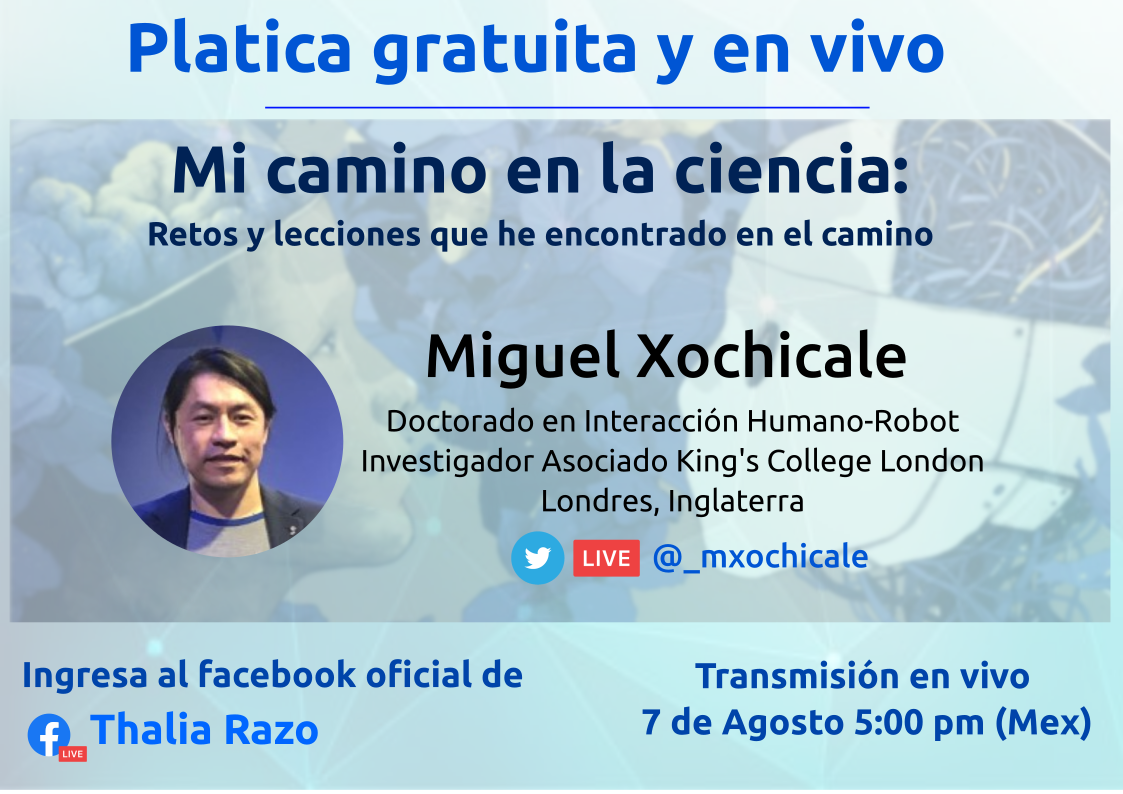 Platica gratuita y en vivo
Mi camino en la ciencia:
Retos y lecciones que he encontrado en el camino
Miguel Xochicale
Doctorado en Interacción Humano-Robot
Investigador Asociado King's College London
Londres, Inglaterra
LIVE @_mxochicale
Ingresa al facebook oficial de
Thalia Razo
LIVE
Transmisión en vivo
7 de Agosto 5:00 pm (Mex)